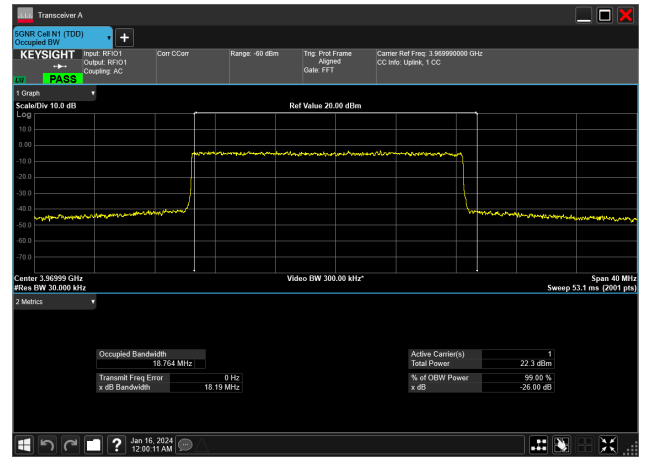 Transceiver A
5GNR Cell N1 (TDD)
Occupied BW
KEYSIGHT
LXI
PASS
Input: RFIO1
Output: RFIO1
Coupling: AC
Corr CCorr
Range: -60 dBm
Trig: Prot Frame
Aligned
Gate: FFT
Carrier Ref Freq: 3.969990000 GHz
CC Info: Uplink, 1 CC
1 Graph
Scale/Div 10.0 dB
Ref Value 20.00 dBm
Log
10.0
0.00
-10.0
-20.0
-30.0
-40.0
-50.0
-60.0
-70.0
Center 3.96999 GHz
Video BW 300.00 kHz*
Span 40 MHz
#Res BW 30.000 kHz
Sweep 53.1 ms (2001 pts)
2 Metrics
Occupied Bandwidth
18.764 MHz
Active Carrier(s) 1
Total Power 22.3 dBm
Transmit Freq Error 0 Hz
x dB Bandwidth 18.19 MHz
% of OBW Power 99.00 %
x dB -26.00 dB
Jan 16, 2024
12:00:11 AM